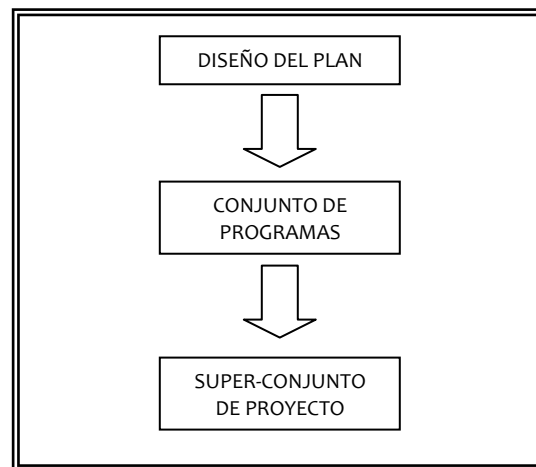 DISEÑO DEL PLAN
CONJUNTO DE
PROGRAMAS
SUPER-CONJUNTO
DE PROYECTO